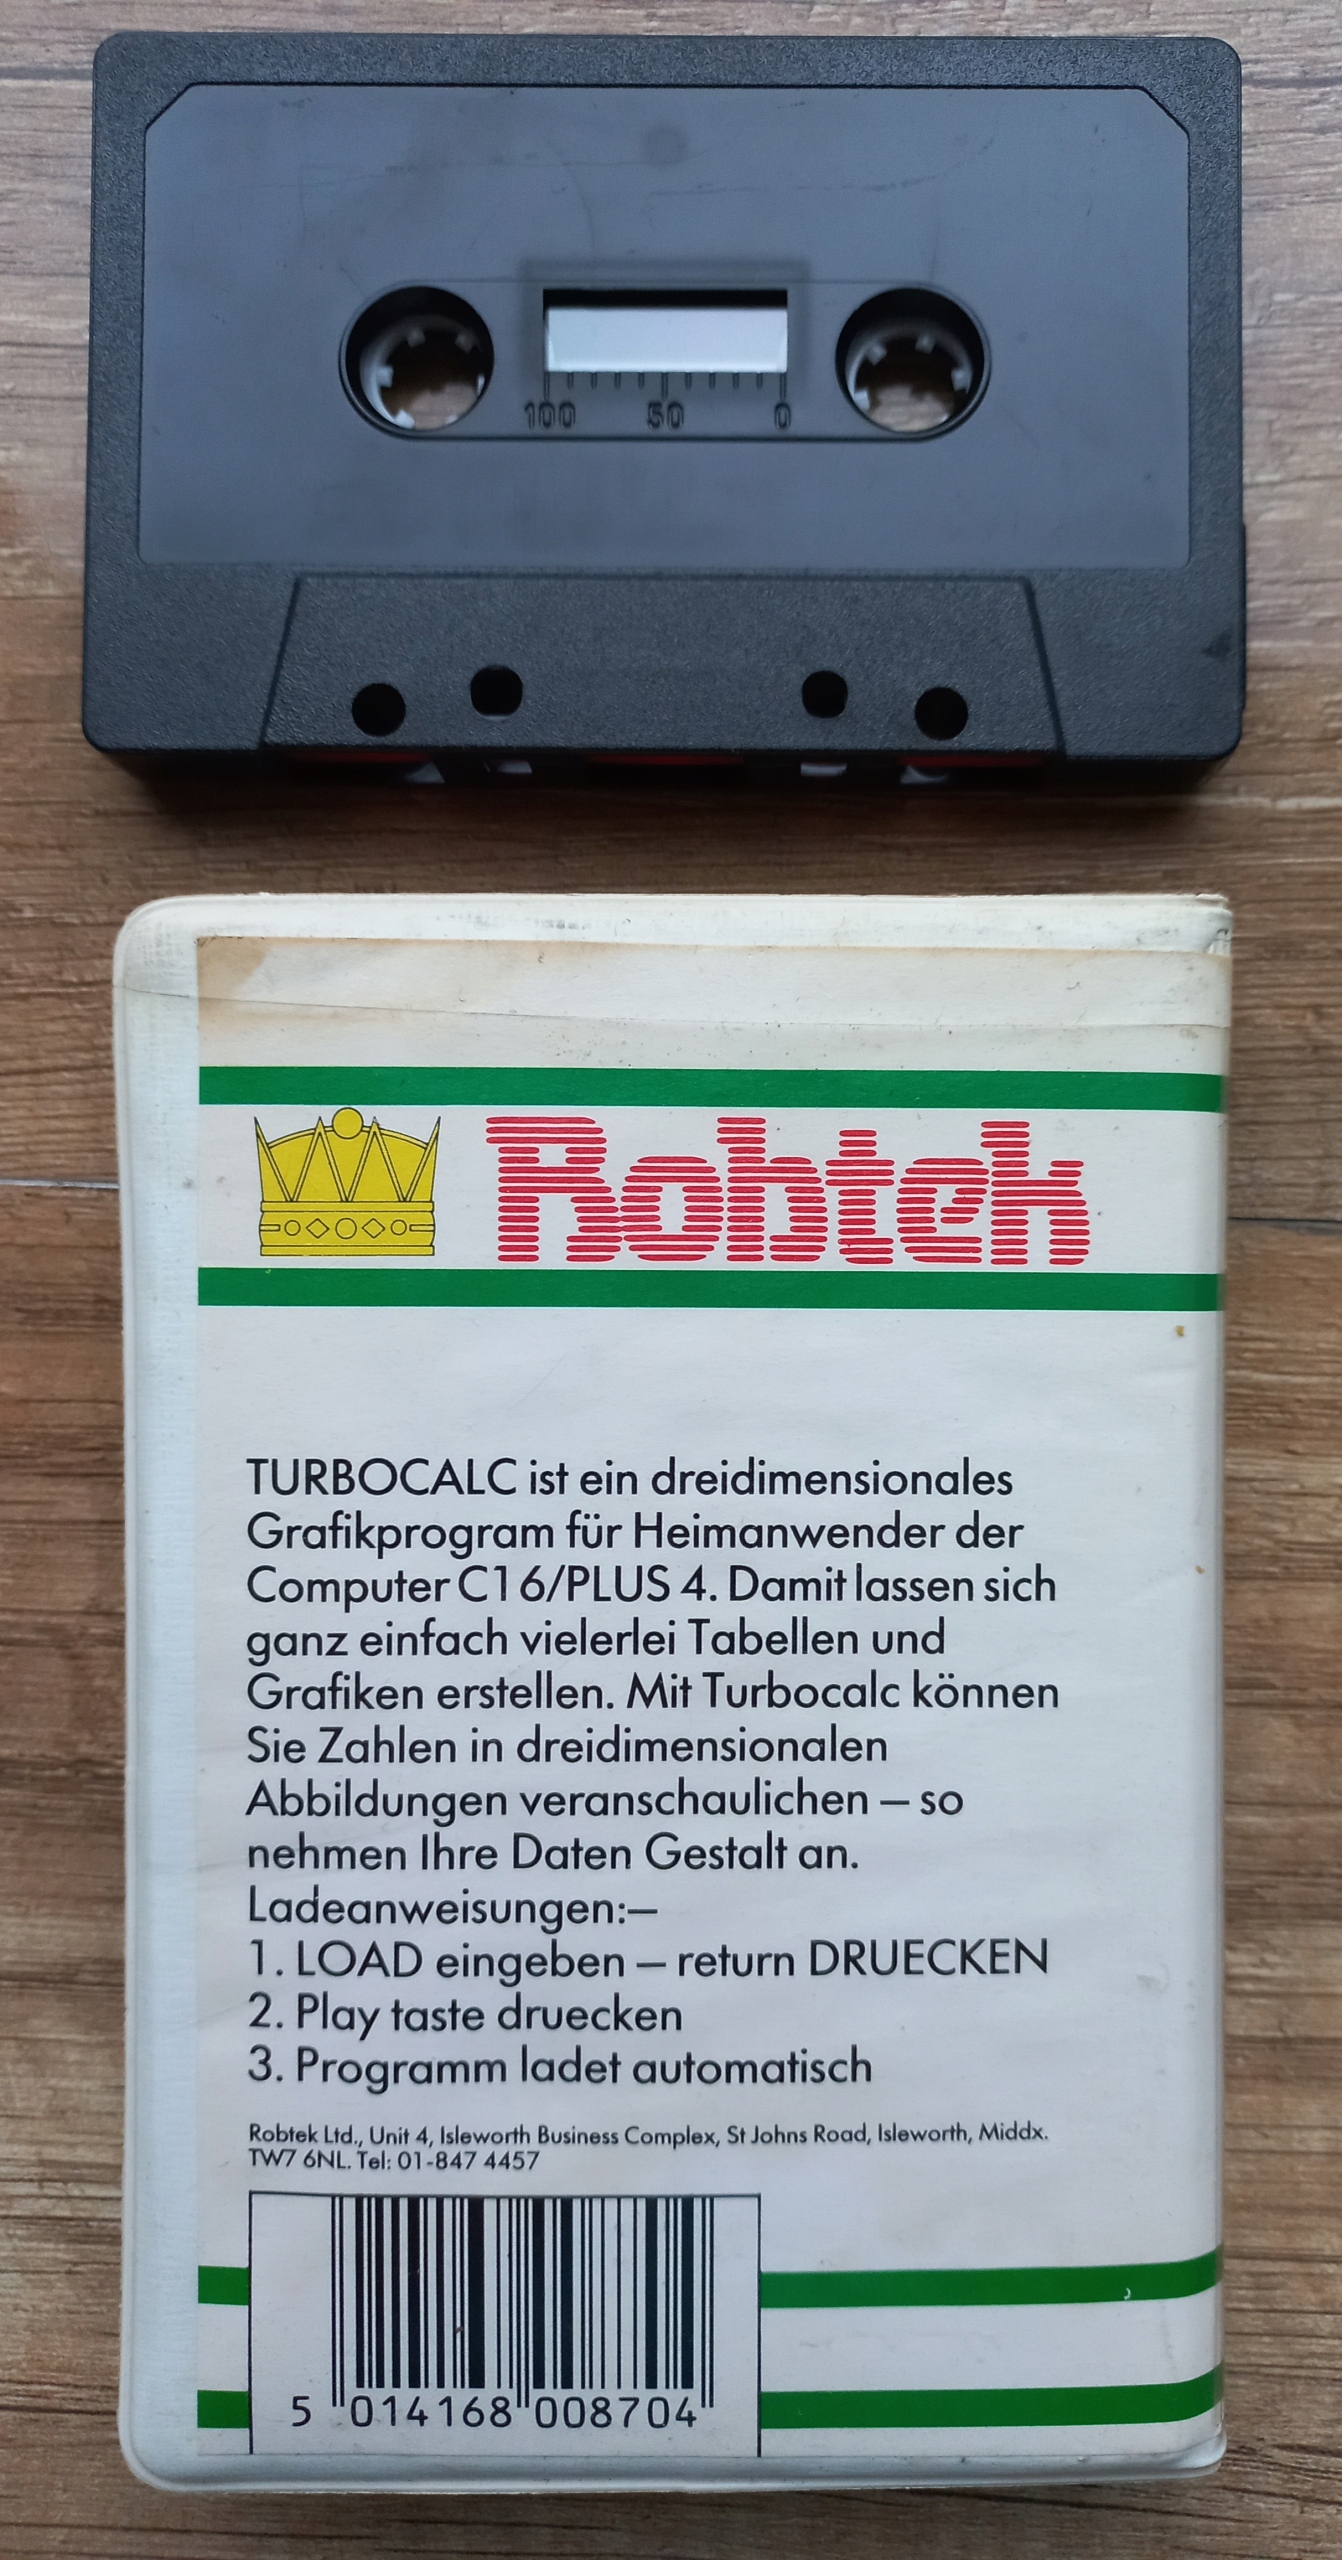 100 50 0
Robtek
TURBOCALC ist ein dreidimensionales
Grafikprogram für Heimanwender der
Computer C16/PLUS 4. Damit lassen sich
ganz einfach vielerlei Tabellen und
Grafiken erstellen. Mit Turbocalc können
Sie Zahlen in dreidimensionalen
Abbildungen veranschaulichen – so
nehmen Ihre Daten Gestalt an.
Ladeanweisungen:–
1. LOAD eingeben – return DRUECKEN
2. Play taste druecken
3. Programm ladet automatisch
Robtek Ltd., Unit 4, Isleworth Business Complex, St Johns Road, Isleworth, Middx.
TW7 6NL. Tel: 01-847 4457
5 014168 008704